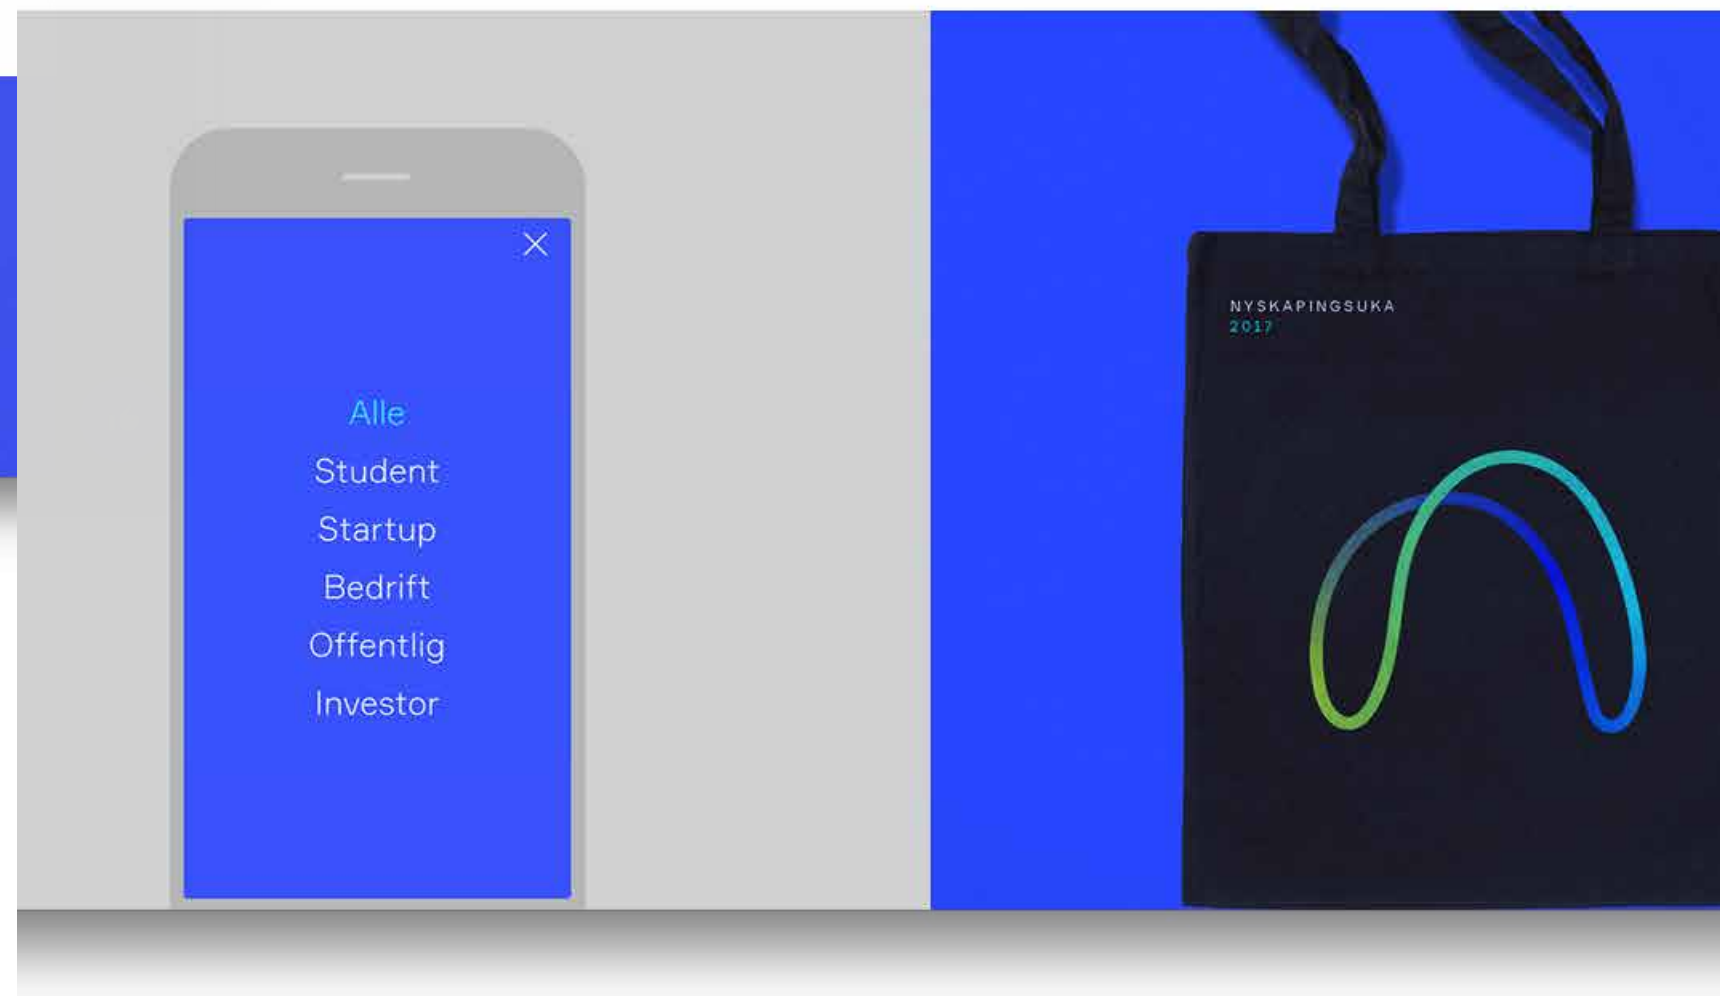 Alle
Student
Startup
Bedrift
Offentlig
Investor
NYSKAPINGSUKA
2017